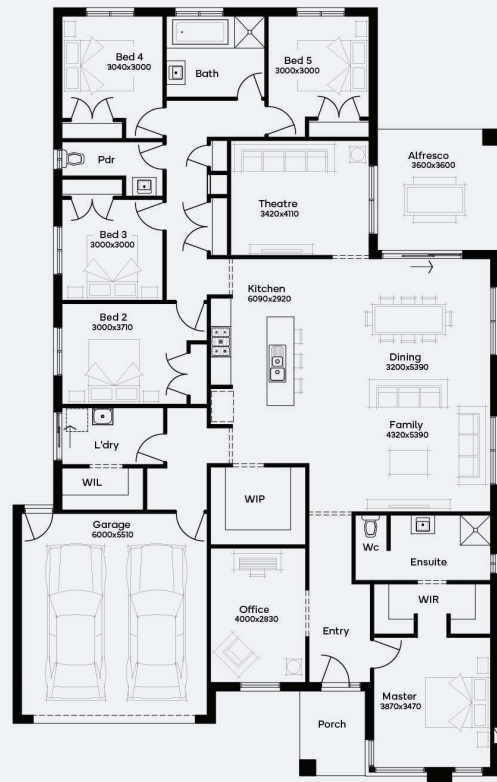 Bed 4
3040x3000
Bath
Bed 5
3000x3000
Pdr
Theatre
3420x4110
Alfresco
3600x3600
Bed 3
3000x3000
Kitchen
6090x2920
Bed 2
3000x3710
Dining
3200x5390
Family
4320x5390
L'dry
WIL
WIP
Garage
6000x5510
Wc
Ensuite
Office
4000x2830
WIR
Entry
Master
3870x3470
Porch